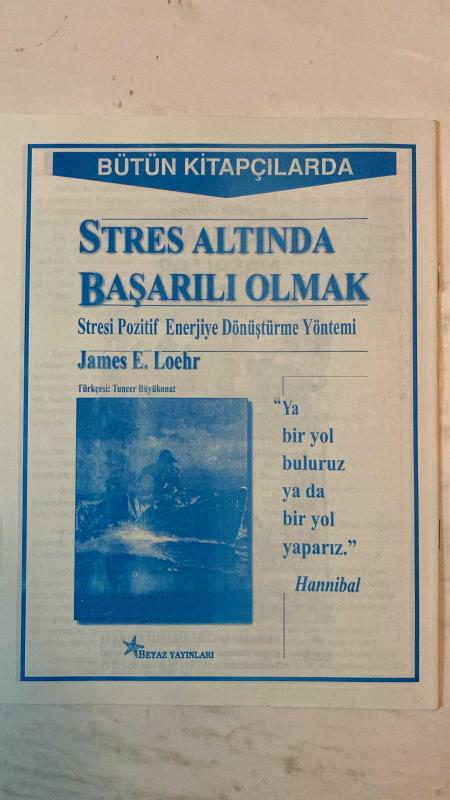 BÜTÜN KİTAPÇILARDA
STRES ALTINDA
BAŞARILI OLMAK
Stresi Pozitif Enerjiye Dönüştürme Yöntemi
James E. Loehr
Türkçesi: Tuncer Büyükonat
“Ya
bir yol
buluruz
ya da
bir yol
yaparız.”
Hannibal
BEYAZ YAYINLARI